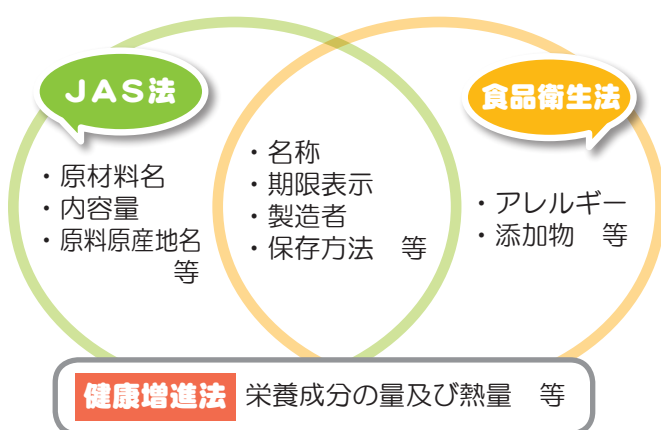 JAS法
・原材料名
・内容量
・原料原産地名
等
・名称
・期限表示
・製造者
・保存方法　等
食品衛生法
・アレルギー
・添加物　等
健康増進法 栄養成分の量及び熱量　等